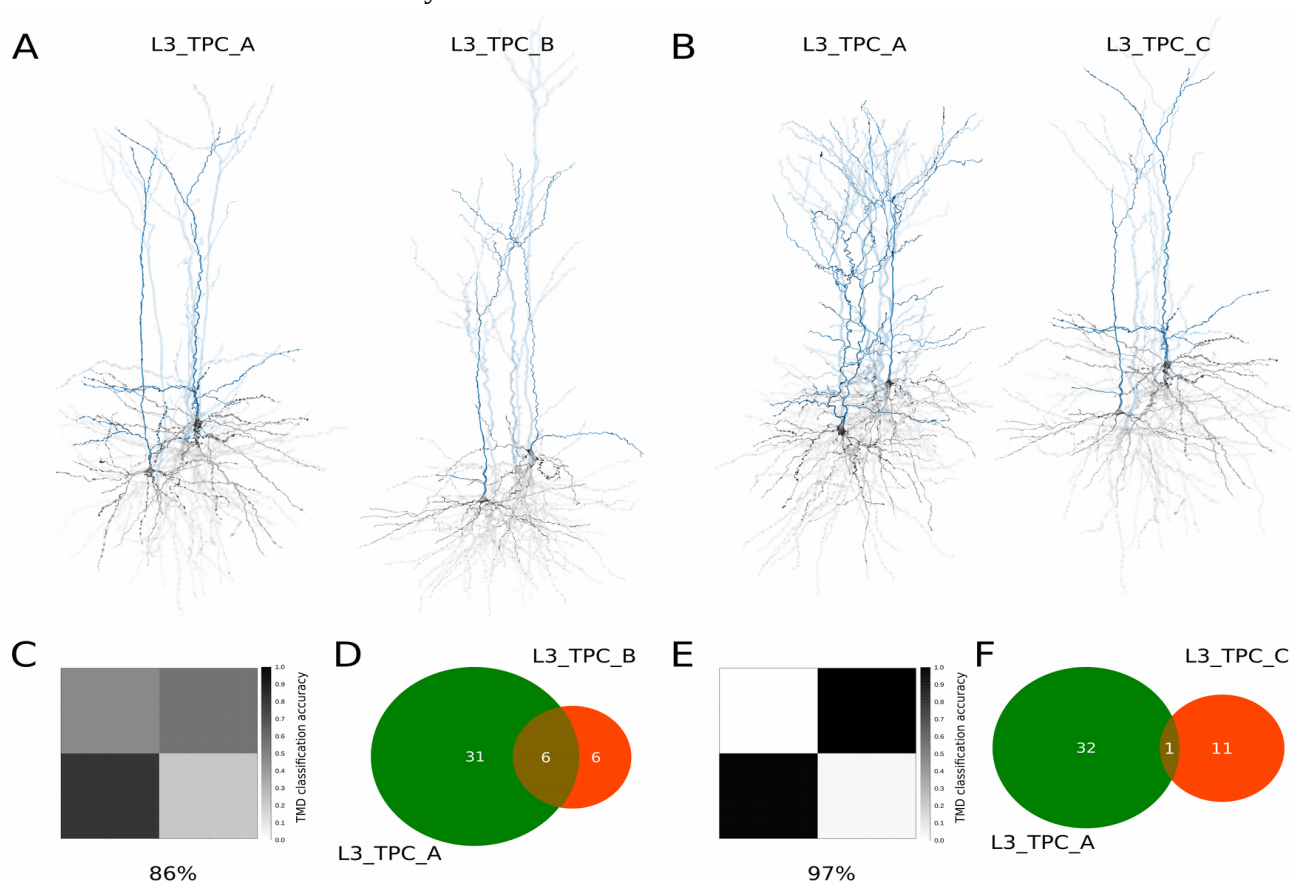 A
L3_TPC_A
L3_TPC_B
B
L3_TPC_A
L3_TPC_C
C
1.0
0.9
0.8
0.7
0.6
0.5
0.4
0.3
0.2
0.1
0.0
TMD classification accuracy
86%
D
L3_TPC_B
31
6
6
L3_TPC_A
E
1.0
0.9
0.8
0.7
0.6
0.5
0.4
0.3
0.2
0.1
0.0
TMD classification accuracy
97%
F
L3_TPC_C
32
1
11
L3_TPC_A